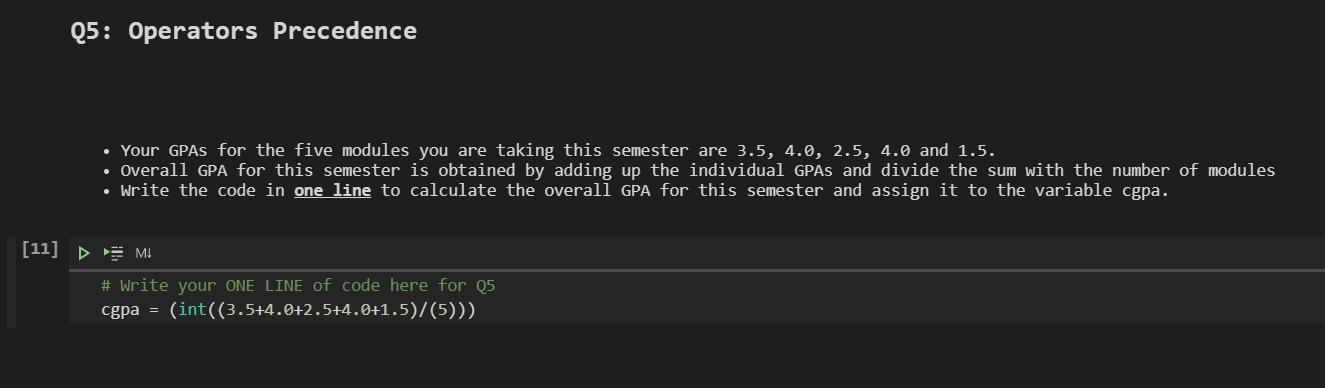 Q5: Operators Precedence
• Your GPAs for the five modules you are taking this semester are 3.5, 4.0, 2.5, 4.0 and 1.5.
• Overall GPA for this semester is obtained by adding up the individual GPAs and divide the sum with the number of modules
• Write the code in one line to calculate the overall GPA for this semester and assign it to the variable cgpa.
[11]
M↓
# Write your ONE LINE of code here for Q5
cgpa = (int((3.5+4.0+2.5+4.0+1.5)/(5)))